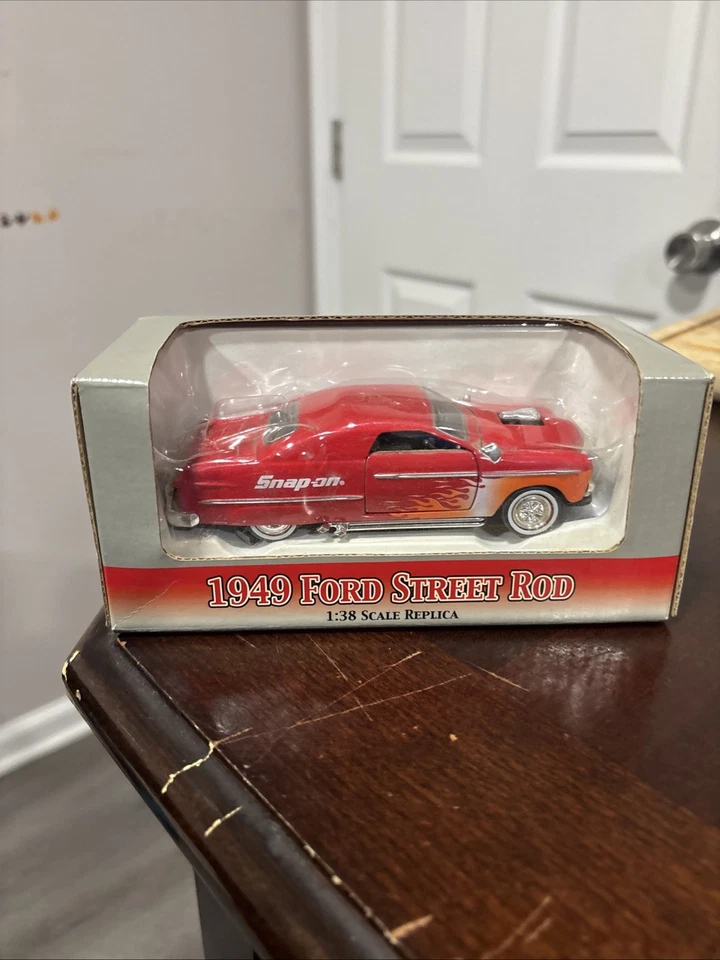 Snap-on®
1949 Ford Street Rod
1:38 Scale Replica